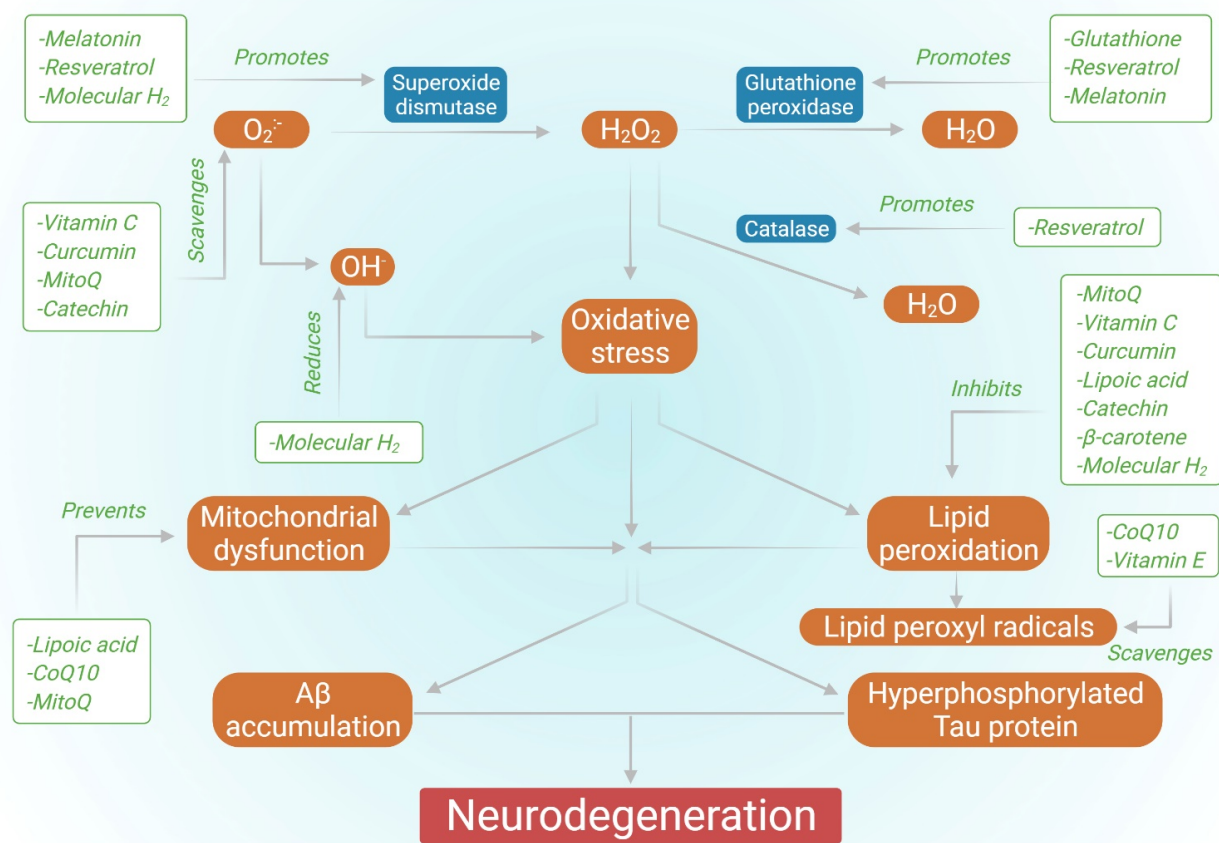 -Melatonin
-Resveratrol
-Molecular H₂
Promotes
Superoxide
dismutase
Glutathione
peroxidase
Promotes
-Glutathione
-Resveratrol
-Melatonin
O₂·̄
H₂O₂
H₂O
Scavenges
-Vitamin C
-Curcumin
-MitoQ
-Catechin
OH⁻
Catalase
Promotes
-Resveratrol
H₂O
Oxidative
stress
Reduces
-Molecular H₂
Inhibits
-MitoQ
-Vitamin C
-Curcumin
-Lipoic acid
-Catechin
-β-carotene
-Molecular H₂
Prevents
Mitochondrial
dysfunction
Lipid
peroxidation
-CoQ10
-Vitamin E
Lipid peroxyl radicals
Scavenges
-Lipoic acid
-CoQ10
-MitoQ
Aβ
accumulation
Hyperphosphorylated
Tau protein
Neurodegeneration